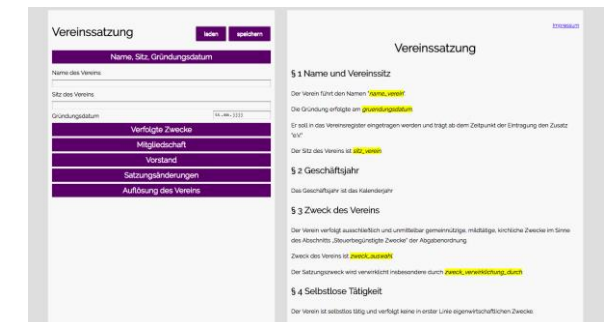 Vereinssatzung
laden
speichern
Name, Sitz, Gründungsdatum
Name des Vereins
Sitz des Vereins
Gründungsdatum
tt.mm.jjjj
Verfolgte Zwecke
Mitgliedschaft
Vorstand
Satzungsänderungen
Auflösung des Vereins
Impressum
Vereinssatzung
§ 1 Name und Vereinssitz
Der Verein führt den Namen "name_verein"
Die Gründung erfolgte am gruendungsdatum
Er soll in das Vereinsregister eingetragen werden und trägt ab dem Zeitpunkt der Eintragung den Zusatz
"e.V."
Der Sitz des Vereins ist sitz_verein
§ 2 Geschäftsjahr
Das Geschäftsjahr ist das Kalenderjahr
§ 3 Zweck des Vereins
Der Verein verfolgt ausschließlich und unmittelbar gemeinnützige, mildtätige, kirchliche Zwecke im Sinne
des Abschnitts „Steuerbegünstigte Zwecke" der Abgabenordnung.
Zweck des Vereins ist zweck_auswahl
Der Satzungszweck wird verwirklicht insbesondere durch zweck_verwirklichung_durch
§ 4 Selbstlose Tätigkeit
Der Verein ist selbstlos tätig und verfolgt keine in erster Linie eigenwirtschaftlichen Zwecke.